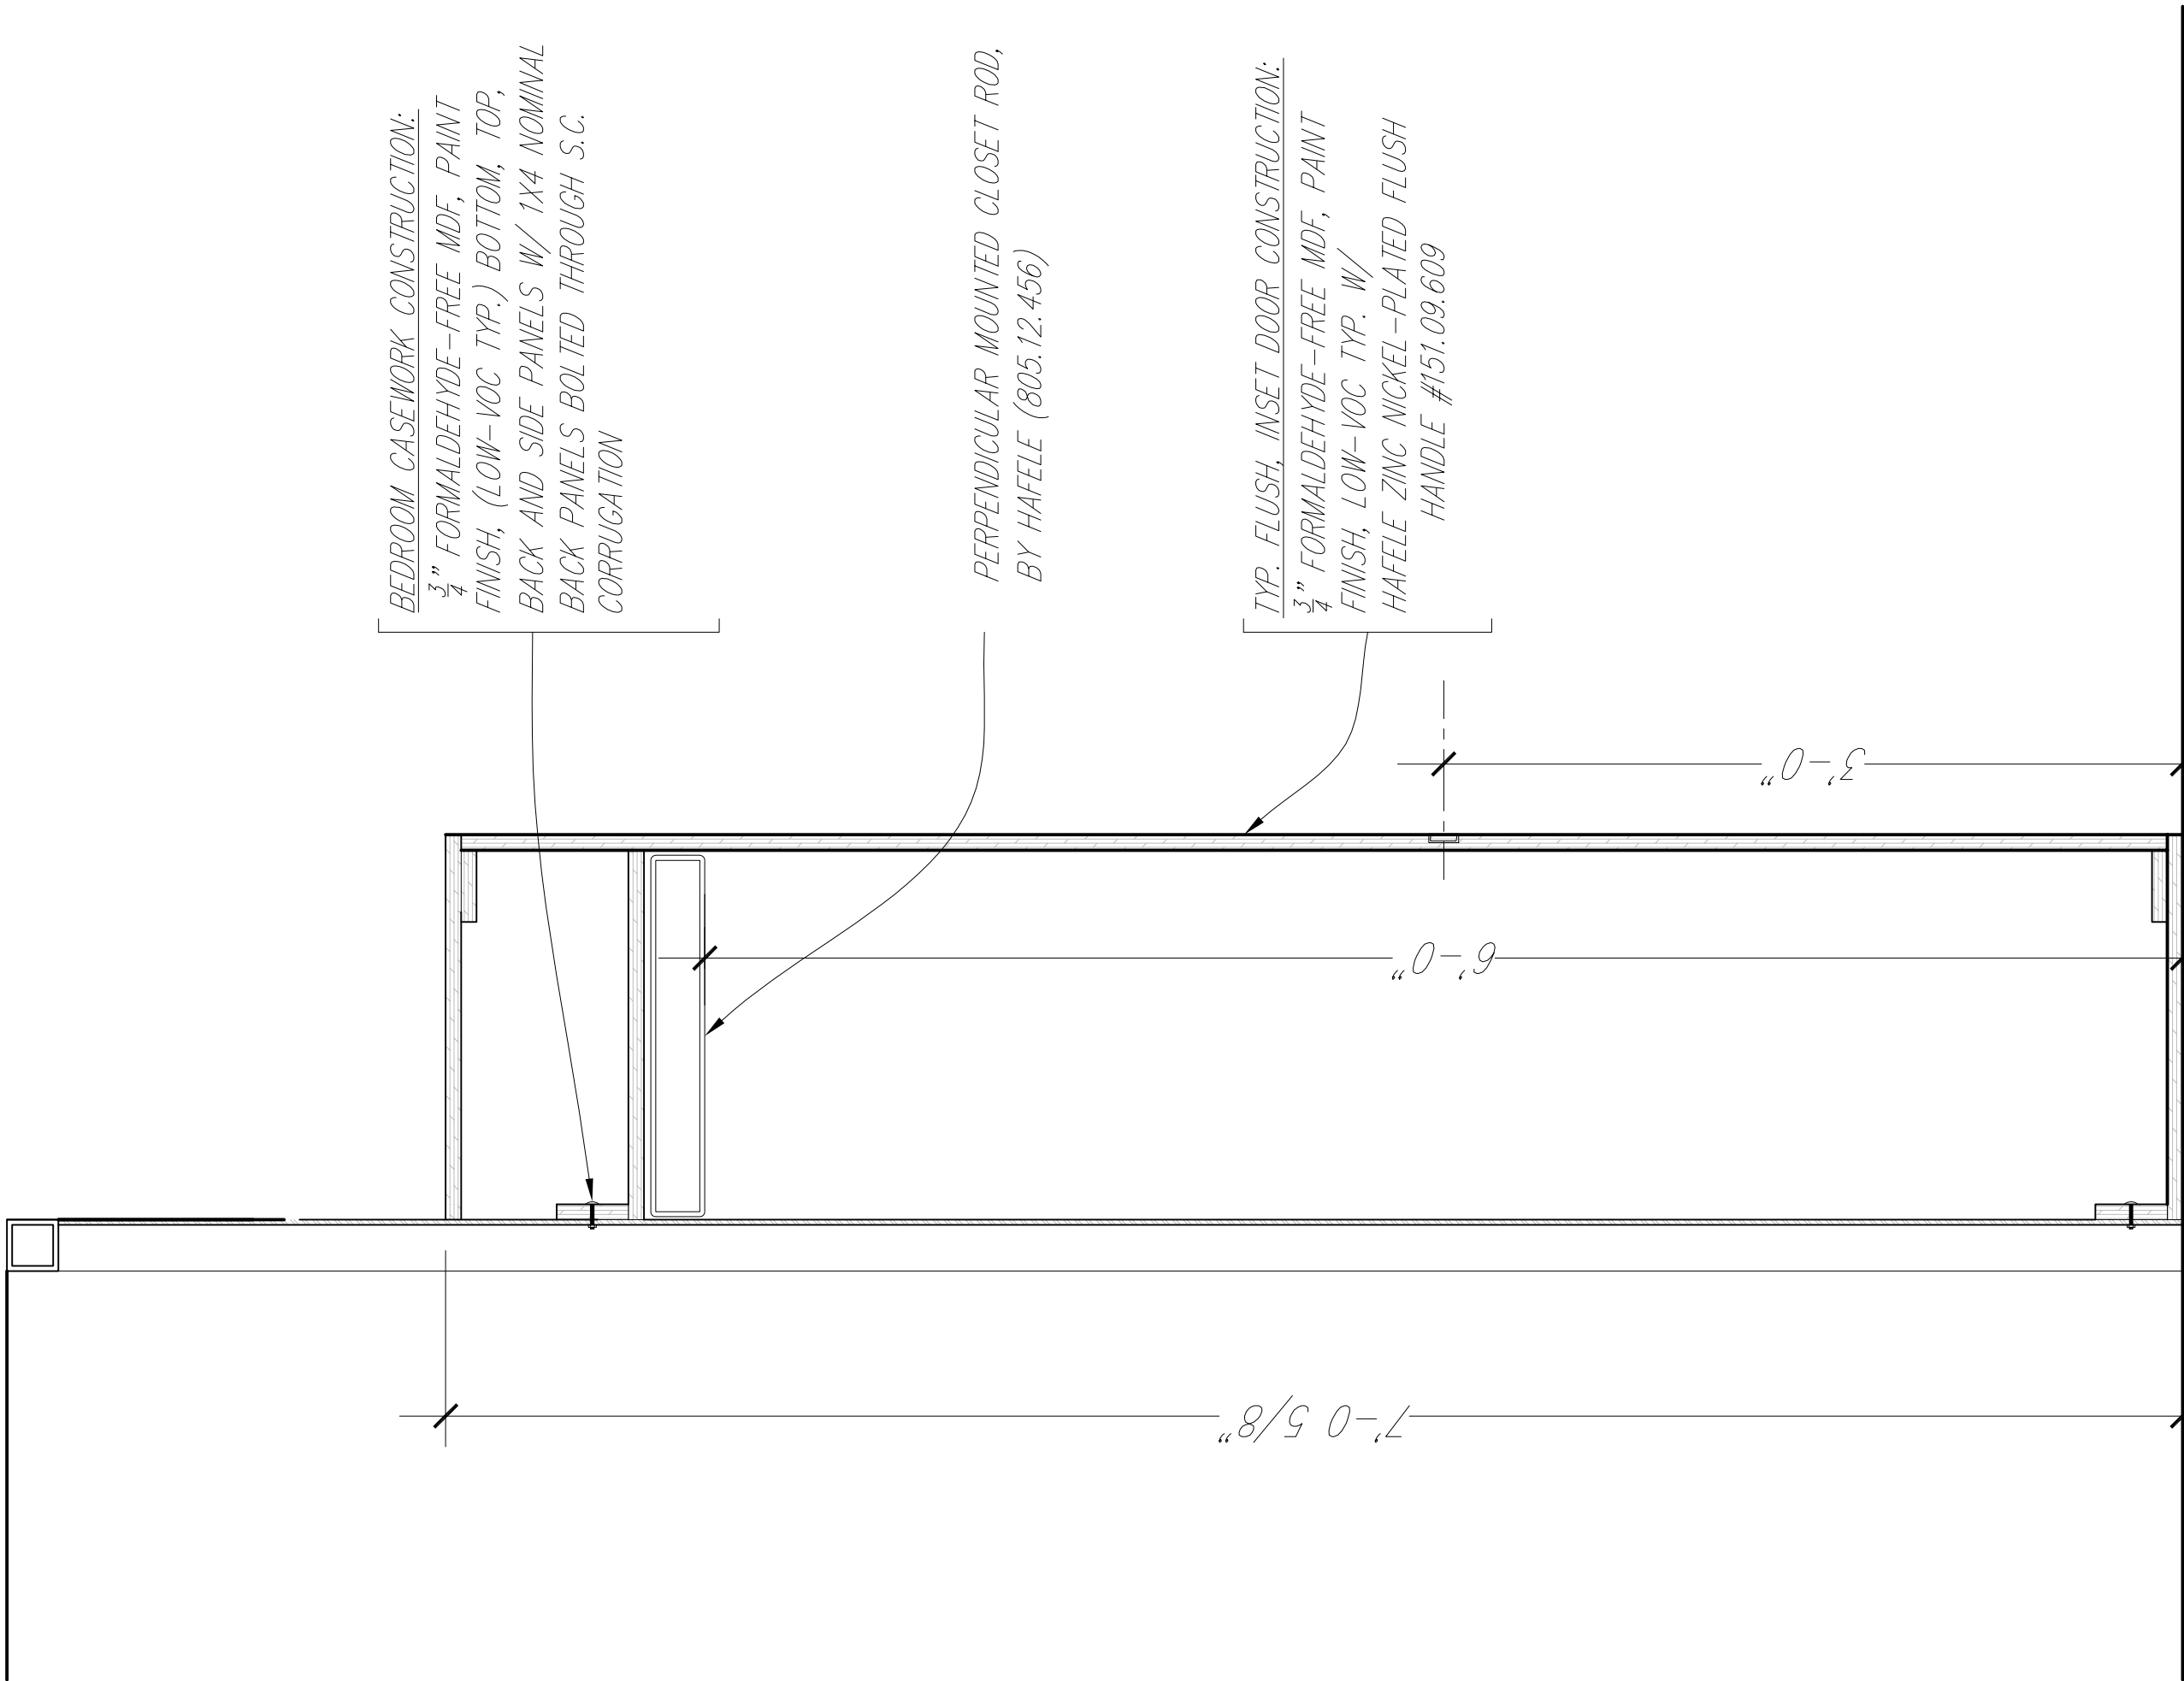 BEDROOM CASEWORK CONSTRUCTION:
3/4" FORMALDEHYDE-FREE MDF, PAINT
FINISH, (LOW-VOC TYP.) BOTTOM, TOP,
BACK AND SIDE PANELS W/ 1X4 NOMINAL
BACK PANELS BOLTED THROUGH S.C.
CORRUGATION
PERPENDICULAR MOUNTED CLOSET ROD,
BY HAFELE (805.12.456)
TYP. FLUSH, INSET DOOR CONSTRUCTION:
3/4" FORMALDEHYDE-FREE MDF, PAINT
FINISH, LOW-VOC TYP. W/
HAFELE ZINC NICKEL-PLATED FLUSH
HANDLE #151.09.609
3'-0"
6'-0"
7'-0 5/8"